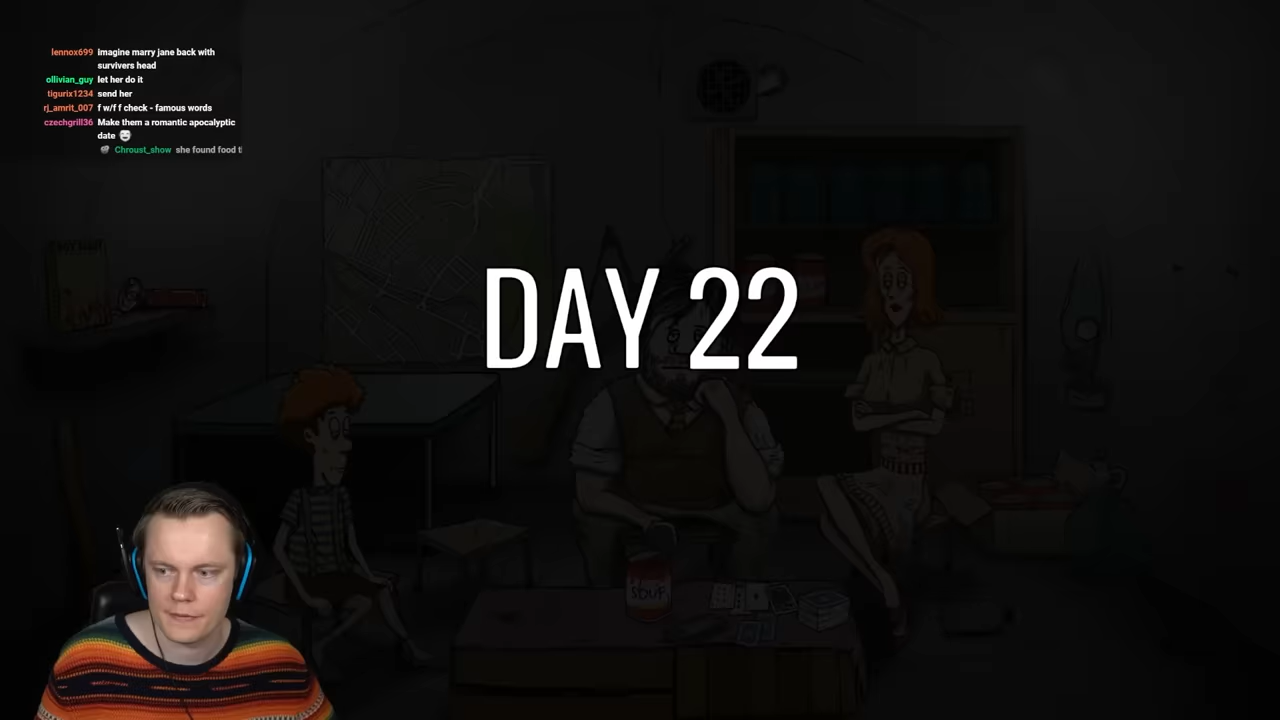 lennox699 imagine marry jane back with
survivers head
ollivian_guy let her do it
tigurix1234 send her
rj_amrit_007 f w/f f check - famous words
czechgrill36 Make them a romantic apocalyptic
date
Chroust_show she found food
DAY 22
SOUP